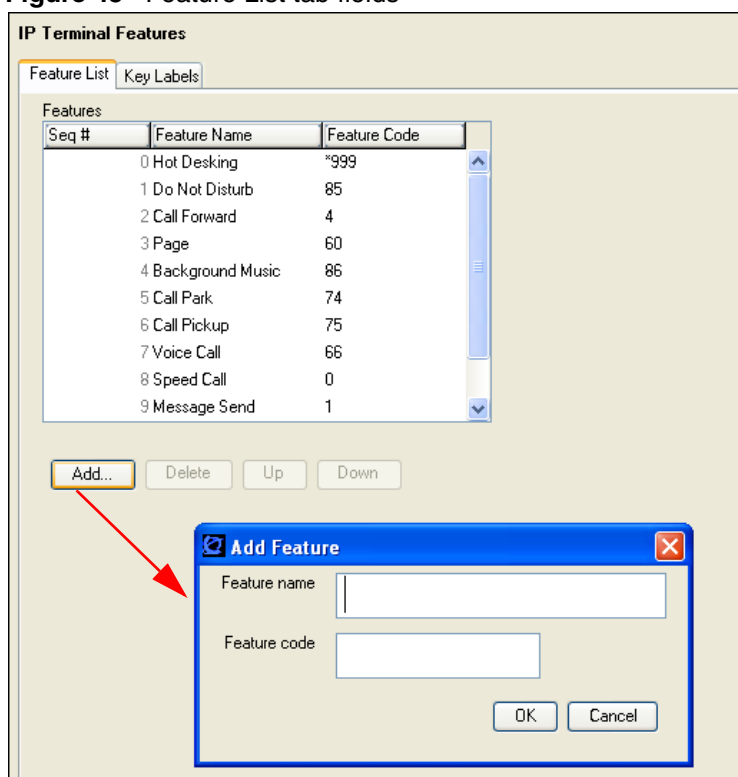 Figure 48 Feature List tab fields
IP Terminal Features
Feature List Key Labels
Features
Seq # Feature Name Feature Code
0 Hot Desking *999
1 Do Not Disturb 85
2 Call Forward 4
3 Page 60
4 Background Music 86
5 Call Park 74
6 Call Pickup 75
7 Voice Call 66
8 Speed Call 0
9 Message Send 1
Add... Delete Up Down
Add Feature
Feature name
Feature code
OK Cancel